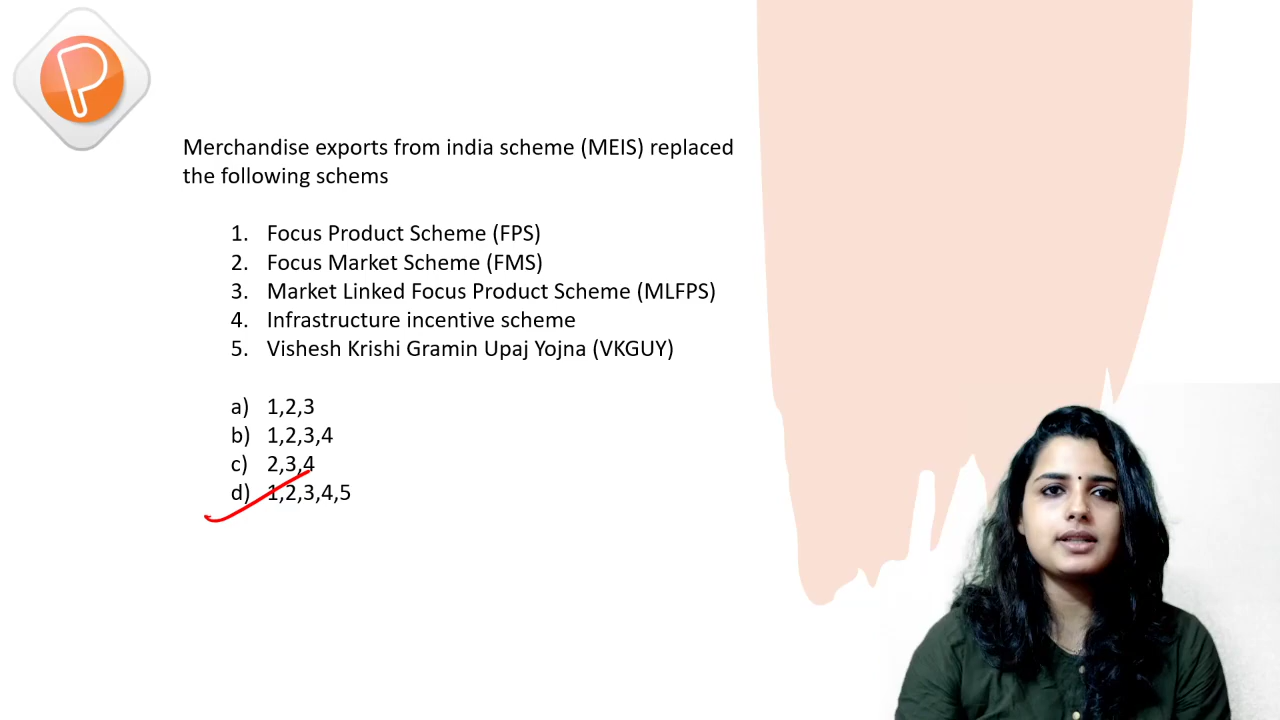 P
Merchandise exports from india scheme (MEIS) replaced
the following schems
1. Focus Product Scheme (FPS)
2. Focus Market Scheme (FMS)
3. Market Linked Focus Product Scheme (MLFPS)
4. Infrastructure incentive scheme
5. Vishesh Krishi Gramin Upaj Yojna (VKGUY)
a) 1,2,3
b) 1,2,3,4
c) 2,3,4
d) 1,2,3,4,5